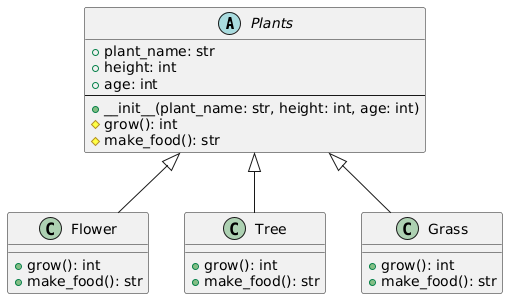 A Plants
plant_name: str
height: int
age: int
__init__(plant_name: str, height: int, age: int)
grow(): int
make_food(): str
C Flower
grow(): int
make_food(): str
C Tree
grow(): int
make_food(): str
C Grass
grow(): int
make_food(): str